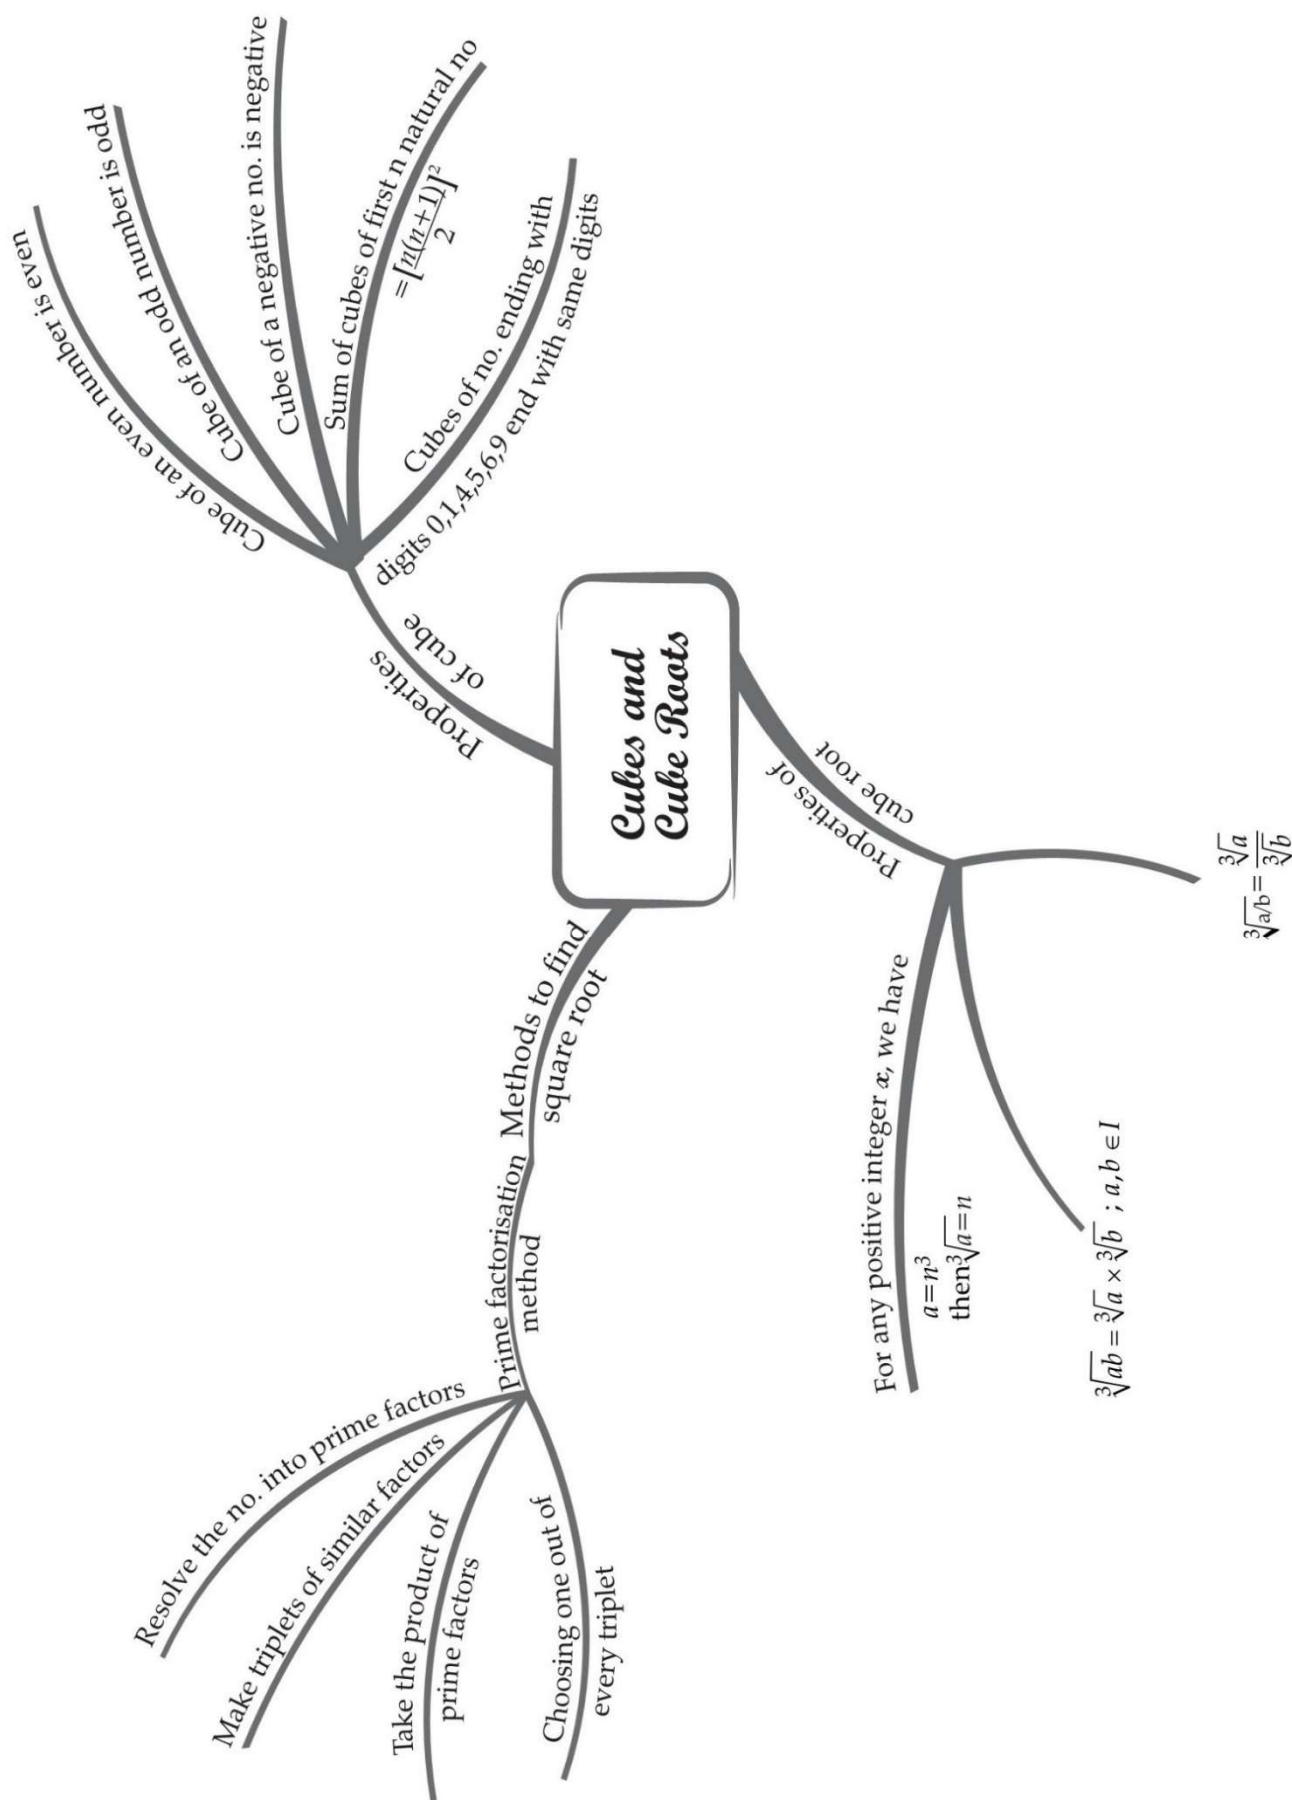 Cubes and
Cube Roots
Properties
of cube
Cube of an even number is even
Cube of an odd number is odd
Cube of a negative no. is negative
Sum of cubes of first n natural no
=[n(n+1)/2]²
Cubes of no. ending with
digits 0,1,4,5,6,9 end with same digits
Properties of
cube root
For any positive integer x, we have
a=n³
then ∛a=n
∛ab = ∛a × ∛b ; a,b ∈ I
∛a/b = ∛a/∛b
Methods to find
square root
Prime factorisation
method
Resolve the no. into prime factors
Make triplets of similar factors
Take the product of
prime factors
Choosing one out of
every triplet